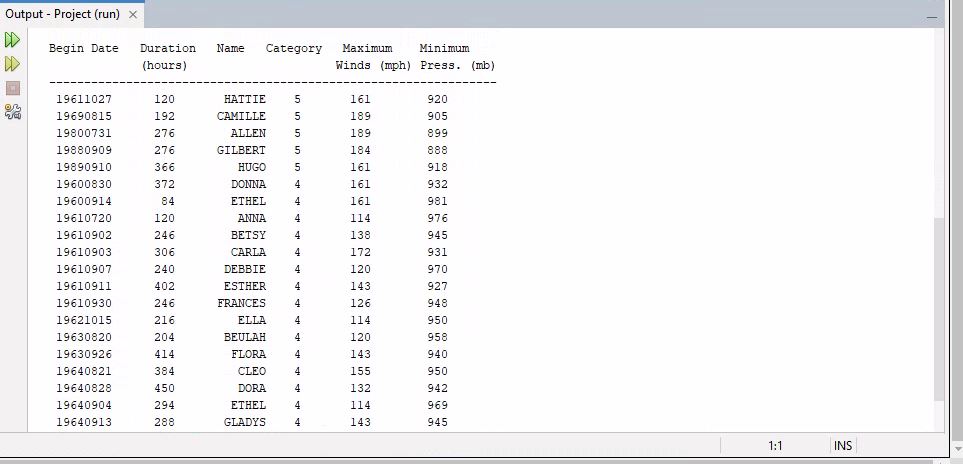 Output - Project (run) ×
Begin Date Duration Name Category Maximum Minimum
(hours) Winds (mph) Press. (mb)
----------------------------------------------------------------
19611027 120 HATTIE 5 161 920
19690815 192 CAMILLE 5 189 905
19800731 276 ALLEN 5 189 899
19880909 276 GILBERT 5 184 888
19890910 366 HUGO 5 161 918
19600830 372 DONNA 4 161 932
19600914 84 ETHEL 4 161 981
19610720 120 ANNA 4 114 976
19610902 246 BETSY 4 138 945
19610903 306 CARLA 4 172 931
19610907 240 DEBBIE 4 120 970
19610911 402 ESTHER 4 143 927
19610930 246 FRANCES 4 126 948
19621015 216 ELLA 4 114 950
19630820 204 BEULAH 4 120 958
19630926 414 FLORA 4 143 940
19640821 384 CLEO 4 155 950
19640828 450 DORA 4 132 942
19640904 294 ETHEL 4 114 969
19640913 288 GLADYS 4 143 945
1:1 INS